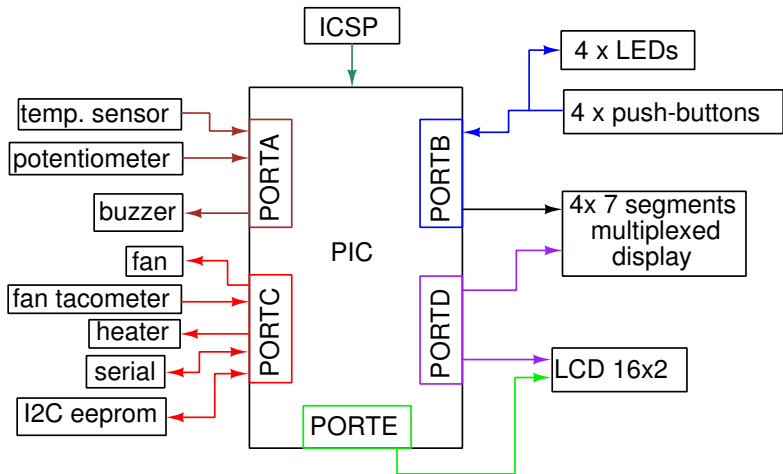 ICSP
4 x LEDs
temp. sensor
4 x push-buttons
potentiometer
PORTA
PORTB
buzzer
4x 7 segments
multiplexed
display
PIC
fan
fan tacometer
PORTC
PORTD
heater
serial
LCD 16x2
I2C eeprom
PORTE